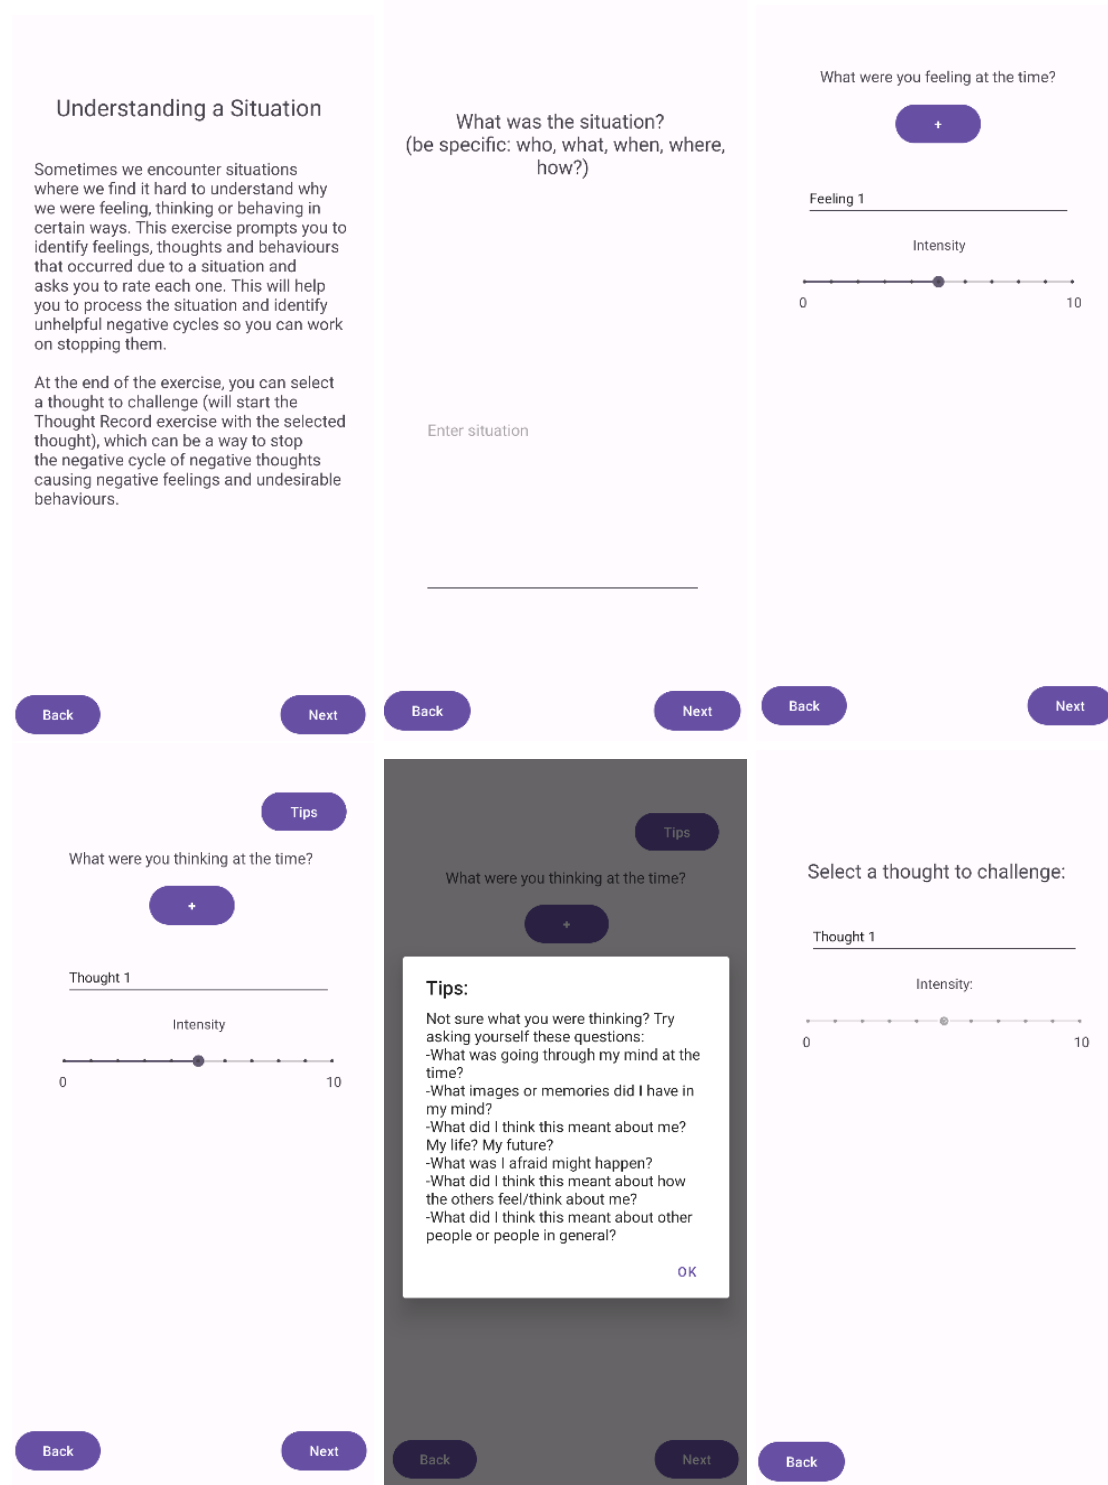 Understanding a Situation
Sometimes we encounter situations
where we find it hard to understand why
we were feeling, thinking or behaving in
certain ways. This exercise prompts you to
identify feelings, thoughts and behaviours
that occurred due to a situation and
asks you to rate each one. This will help
you to process the situation and identify
unhelpful negative cycles so you can work
on stopping them.
At the end of the exercise, you can select
a thought to challenge (will start the
Thought Record exercise with the selected
thought), which can be a way to stop
the negative cycle of negative thoughts
causing negative feelings and undesirable
behaviours.
Back
Next
What was the situation?
(be specific: who, what, when, where,
how?)
Enter situation
Back
Next
What were you feeling at the time?
+
Feeling 1
Intensity
0
10
Back
Next
Tips
What were you thinking at the time?
+
Thought 1
Intensity
0
10
Back
Next
Tips
What were you thinking at the time?
+
Tips:
Not sure what you were thinking? Try
asking yourself these questions:
-What was going through my mind at the
time?
-What images or memories did I have in
my mind?
-What did I think this meant about me?
My life? My future?
-What was I afraid might happen?
-What did I think this meant about how
the others feel/think about me?
-What did I think this meant about other
people or people in general?
OK
Back
Next
Select a thought to challenge:
Thought 1
Intensity:
0
10
Back